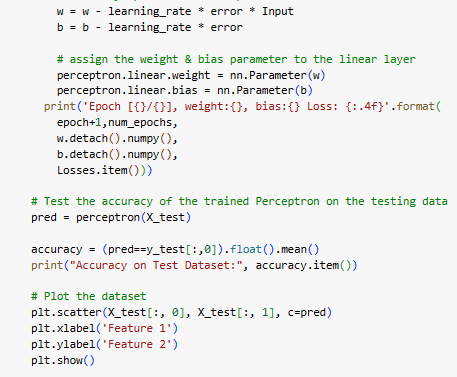 w = w - learning_rate * error * Input
b = b - learning_rate * error
# assign the weight & bias parameter to the linear layer
perceptron.linear.weight = nn.Parameter(w)
perceptron.linear.bias = nn.Parameter(b)
print('Epoch [{}/{}], weight:{}, bias:{} Loss: {:.4f}'.format(
epoch+1,num_epochs,
w.detach().numpy(),
b.detach().numpy(),
Losses.item()))
# Test the accuracy of the trained Perceptron on the testing data
pred = perceptron(X_test)
accuracy = (pred==y_test[:,0]).float().mean()
print("Accuracy on Test Dataset:", accuracy.item())
# Plot the dataset
plt.scatter(X_test[:, 0], X_test[:, 1], c=pred)
plt.xlabel('Feature 1')
plt.ylabel('Feature 2')
plt.show()